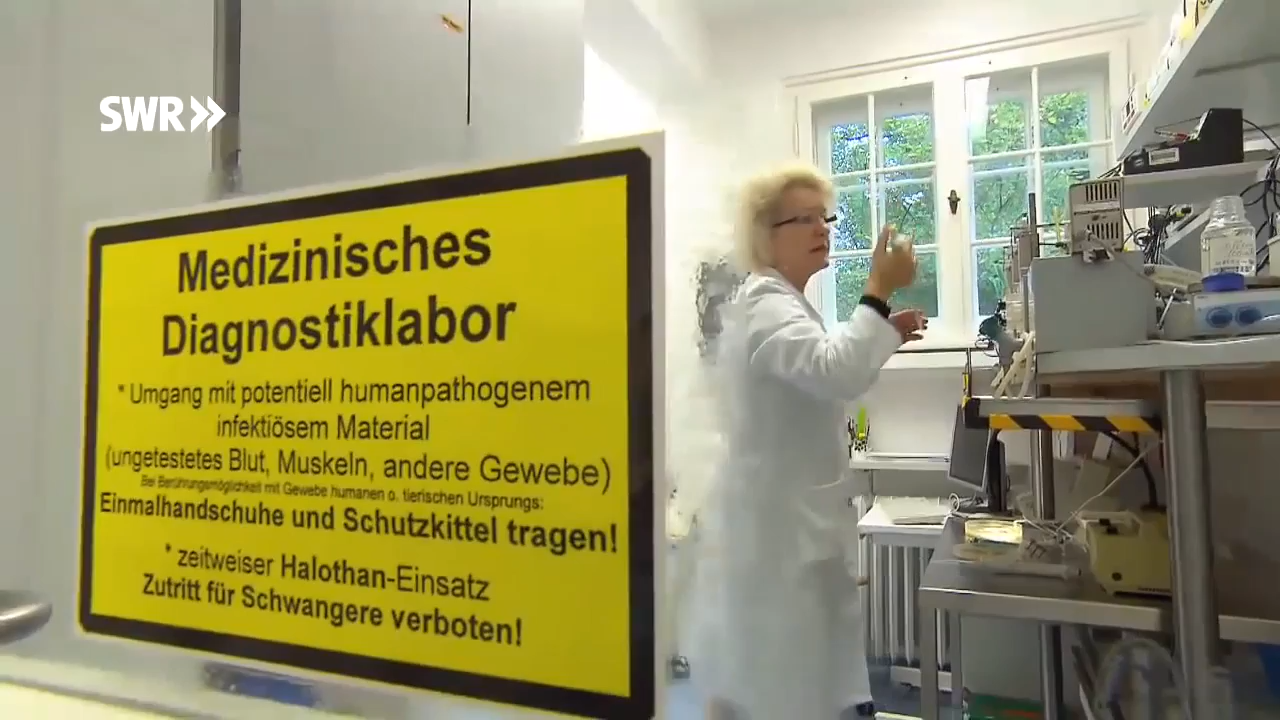 SWR
Medizinisches
Diagnostiklabor
* Umgang mit potentiell humanpathogenem
infektiösem Material
(ungetestetes Blut, Muskeln, andere Gewebe)
Bei Berührungsmöglichkeit mit Gewebe humanen o. tierischen Ursprungs:
Einmalhandschuhe und Schutzkittel tragen!
* zeitweiser Halothan-Einsatz
Zutritt für Schwangere verboten!